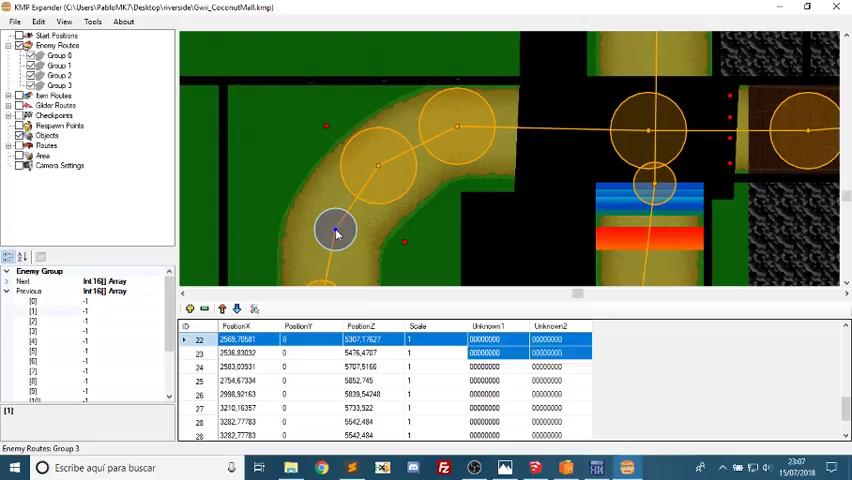 KMP Expander (C:\Users\PabloMK7\Desktop\riverside\Gwii_CoconutMall.kmp)
File Edit View Tools About
Start Positions
Enemy Routes
Group 0
Group 1
Group 2
Group 3
Item Routes
Glider Routes
Checkpoints
Respawn Points
Objects
Routes
Area
Camera Settings
Enemy Group
Next Int16[] Array
Previous Int16[] Array
[0] -1
[1] -1
[2] -1
[3] -1
[4] -1
[5] -1
[6] -1
[7] -1
[8] -1
[9] -1
[10] -1
[1]
ID PositionX PositionY PositionZ Scale Unknown1 Unknown2
22 2569,70581 0 5307,17627 1 00000000 00000000
23 2536,83032 0 5476,4707 1 00000000 00000000
24 2583,03931 0 5707,5166 1 00000000 00000000
25 2754,67334 0 5852,745 1 00000000 00000000
26 2998,92163 0 5839,54248 1 00000000 00000000
27 3210,16357 0 5733,922 1 00000000 00000000
28 3282,77783 0 5542,484 1 00000000 00000000
28 3282,77783 0 5542,484 1 00000000 00000000
Enemy Routes: Group 3
Escribe aquí para buscar
23:07
15/07/2018